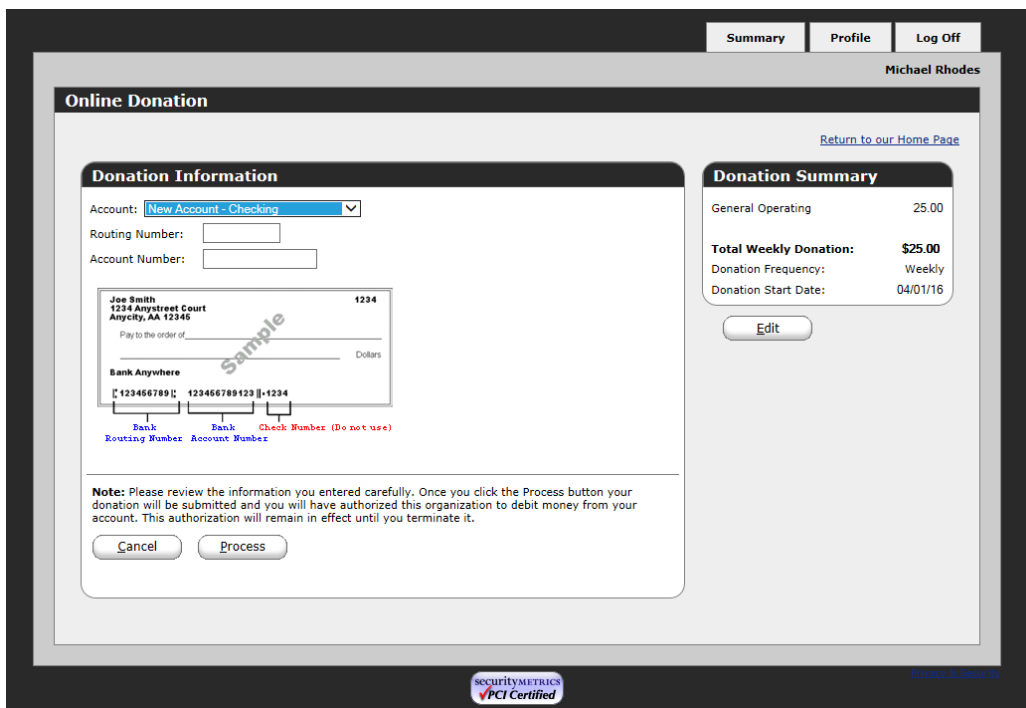 Summary Profile Log Off
Michael Rhodes
Online Donation
Return to our Home Page
Donation Information
Account: New Account - Checking
Routing Number:
Account Number:
Joe Smith 1234
1234 Anystreet Court
Anycity, AA 12345
Pay to the order of
Sample
Dollars
Bank Anywhere
⑆123456789⑆ 123456789123⑈1234
Bank Bank Check Number (Do not use)
Routing Number Account Number
Note: Please review the information you entered carefully. Once you click the Process button your
donation will be submitted and you will have authorized this organization to debit money from your
account. This authorization will remain in effect until you terminate it.
Cancel Process
Donation Summary
General Operating 25.00
Total Weekly Donation: $25.00
Donation Frequency: Weekly
Donation Start Date: 04/01/16
Edit
securityMETRICS
PCI Certified